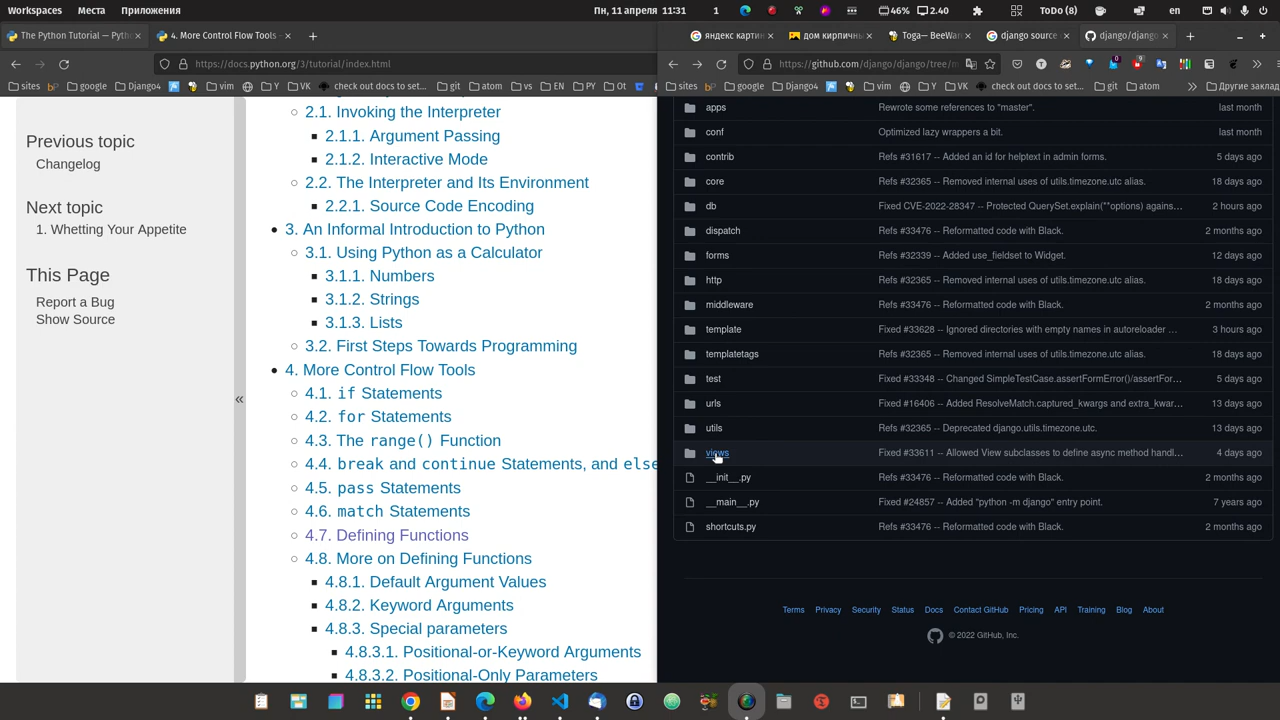 Workspaces Места Приложения Пн, 11 апреля 11:31 1 46% 2.40 ToDo (8) en
The Python Tutorial — Pyth 4. More Control Flow Tools —
https://docs.python.org/3/tutorial/index.html
sites google Django4 vim Y VK check out docs to set... git atom vs EN PY Ot
Previous topic
Changelog
Next topic
1. Whetting Your Appetite
This Page
Report a Bug
Show Source
«
2.1. Invoking the Interpreter
2.1.1. Argument Passing
2.1.2. Interactive Mode
2.2. The Interpreter and Its Environment
2.2.1. Source Code Encoding
3. An Informal Introduction to Python
3.1. Using Python as a Calculator
3.1.1. Numbers
3.1.2. Strings
3.1.3. Lists
3.2. First Steps Towards Programming
4. More Control Flow Tools
4.1. if Statements
4.2. for Statements
4.3. The range() Function
4.4. break and continue Statements, and else
4.5. pass Statements
4.6. match Statements
4.7. Defining Functions
4.8. More on Defining Functions
4.8.1. Default Argument Values
4.8.2. Keyword Arguments
4.8.3. Special parameters
4.8.3.1. Positional-or-Keyword Arguments
4.8.3.2. Positional-Only Parameters
яндекс картин дом кирпичны Toga— BeeWar django source django/django
https://github.com/django/django/tree/m
sites google Django4 vim Y VK check out docs to set... git atom Другие заклад
apps Rewrote some references to "master". last month
conf Optimized lazy wrappers a bit. last month
contrib Refs #31617 -- Added an id for helptext in admin forms. 5 days ago
core Refs #32365 -- Removed internal uses of utils.timezone.utc alias. 18 days ago
db Fixed CVE-2022-28347 -- Protected QuerySet.explain(**options) agains... 2 hours ago
dispatch Refs #33476 -- Reformatted code with Black. 2 months ago
forms Refs #32339 -- Added use_fieldset to Widget. 12 days ago
http Refs #32365 -- Removed internal uses of utils.timezone.utc alias. 18 days ago
middleware Refs #33476 -- Reformatted code with Black. 2 months ago
template Fixed #33628 -- Ignored directories with empty names in autoreloader ... 3 hours ago
templatetags Refs #32365 -- Removed internal uses of utils.timezone.utc alias. 18 days ago
test Fixed #33348 -- Changed SimpleTestCase.assertFormError()/assertFor... 5 days ago
urls Fixed #16406 -- Added ResolveMatch.captured_kwargs and extra_kwar... 13 days ago
utils Refs #32365 -- Deprecated django.utils.timezone.utc. 13 days ago
views Fixed #33611 -- Allowed View subclasses to define async method handl... 4 days ago
__init__.py Refs #33476 -- Reformatted code with Black. 2 months ago
__main__.py Fixed #24857 -- Added "python -m django" entry point. 7 years ago
shortcuts.py Refs #33476 -- Reformatted code with Black. 2 months ago
Terms Privacy Security Status Docs Contact GitHub Pricing API Training Blog About
© 2022 GitHub, Inc.